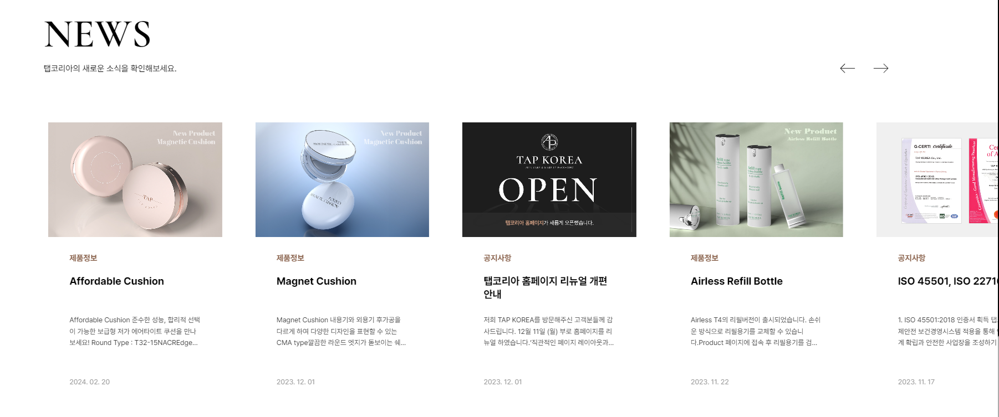 NEWS
탭코리아의 새로운 소식을 확인해보세요.
New Product
Magnetic Cushion
TAP
New Product
Magnetic Cushion
ROUND
MAGNETIC CUSHION
TAP KOREA
OPEN
탭코리아 홈페이지가 새롭게 오픈했습니다.
New Product
Airless Refill Bottle
Refill type
airless bottle
Refill type
airless bottle
Refill Bottle
TAP KOREA
G-CERTI Certificate
TAP KOREA Co., Ltd.
ISO 45001:2018
제품정보
Affordable Cushion
Affordable Cushion 준수한 성능, 합리적 선택
이 가능한 보급형 저가 에어타이트 쿠션을 만나
보세요! Round Type : T32-15NACREdge...
2024. 02. 20
제품정보
Magnet Cushion
Magnet Cushion 내용기와 외용기 후가공을
다르게 하여 다양한 디자인을 표현할 수 있는
CMA type깔끔한 라운드 엣지가 돋보이는 쉐...
2023. 12. 01
공지사항
탭코리아 홈페이지 리뉴얼 개편
안내
저희 TAP KOREA를 방문해주신 고객분들께 감
사드립니다. 12월 11일 (월) 부로 홈페이지를 리
뉴얼 하였습니다.'직관적인 페이지 레이아웃과...
2023. 12. 01
제품정보
Airless Refill Bottle
Airless T4의 리필버전이 출시되었습니다. 손쉬
운 방식으로 리필용기를 교체할 수 있습니
다.Product 페이지에 접속 후 리필용기를 검...
2023. 11. 22
공지사항
ISO 45501, ISO 2271
1. ISO 45501:2018 인증서 획득 탭
제안전 보건경영시스템 적용을 통해
계 확립과 안전한 사업장을 조성하기
2023. 11. 17